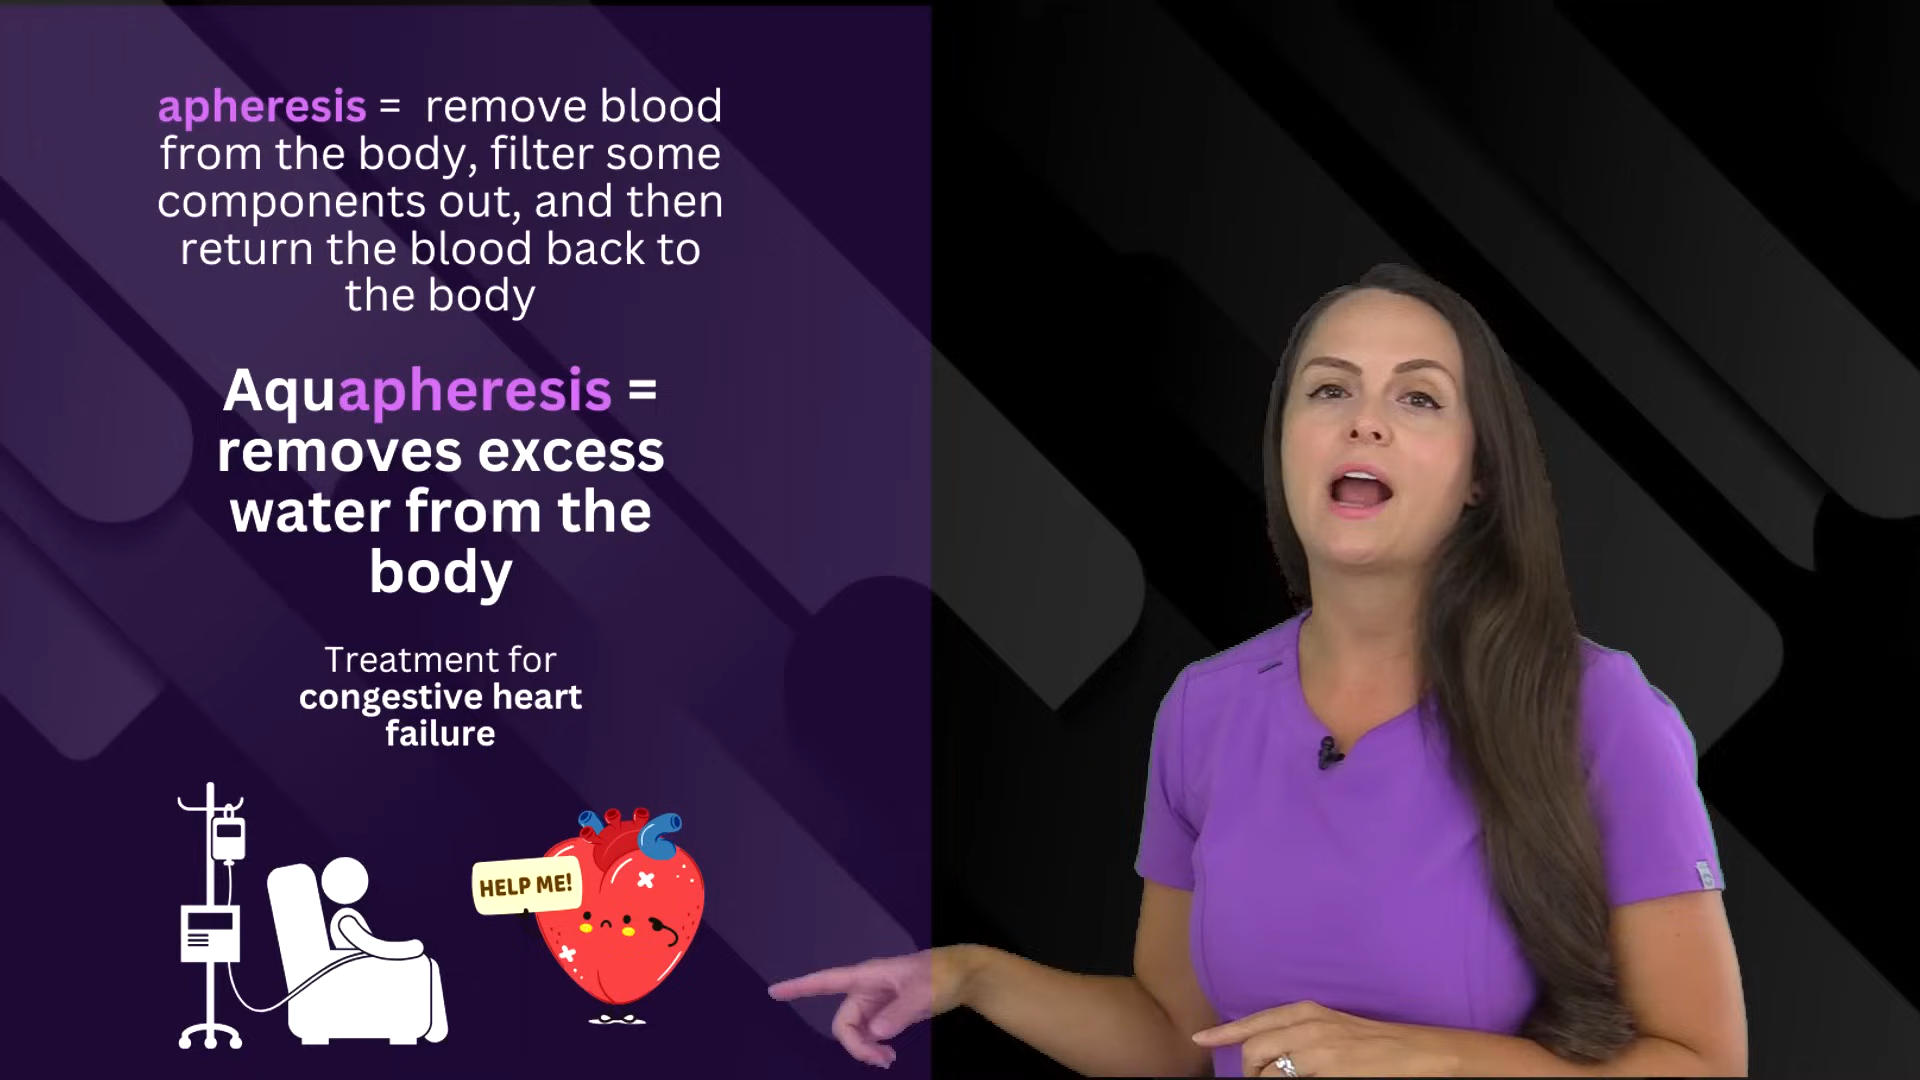 apheresis = remove blood
from the body, filter some
components out, and then
return the blood back to
the body
Aquapheresis =
removes excess
water from the
body
Treatment for
congestive heart
failure
HELP ME!